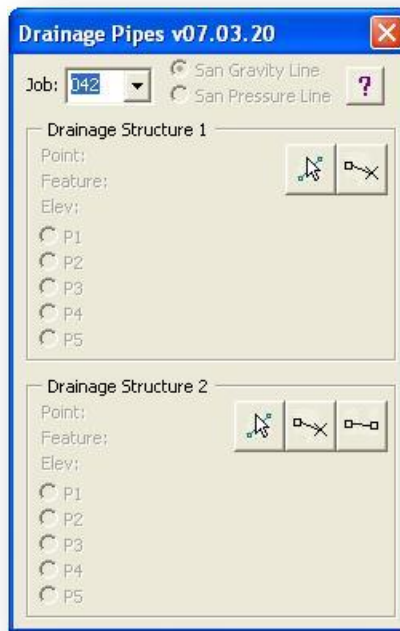 Drainage Pipes v07.03.20
Job: 042
San Gravity Line
San Pressure Line
?
Drainage Structure 1
Point:
Feature:
Elev:
P1
P2
P3
P4
P5
Drainage Structure 2
Point:
Feature:
Elev:
P1
P2
P3
P4
P5